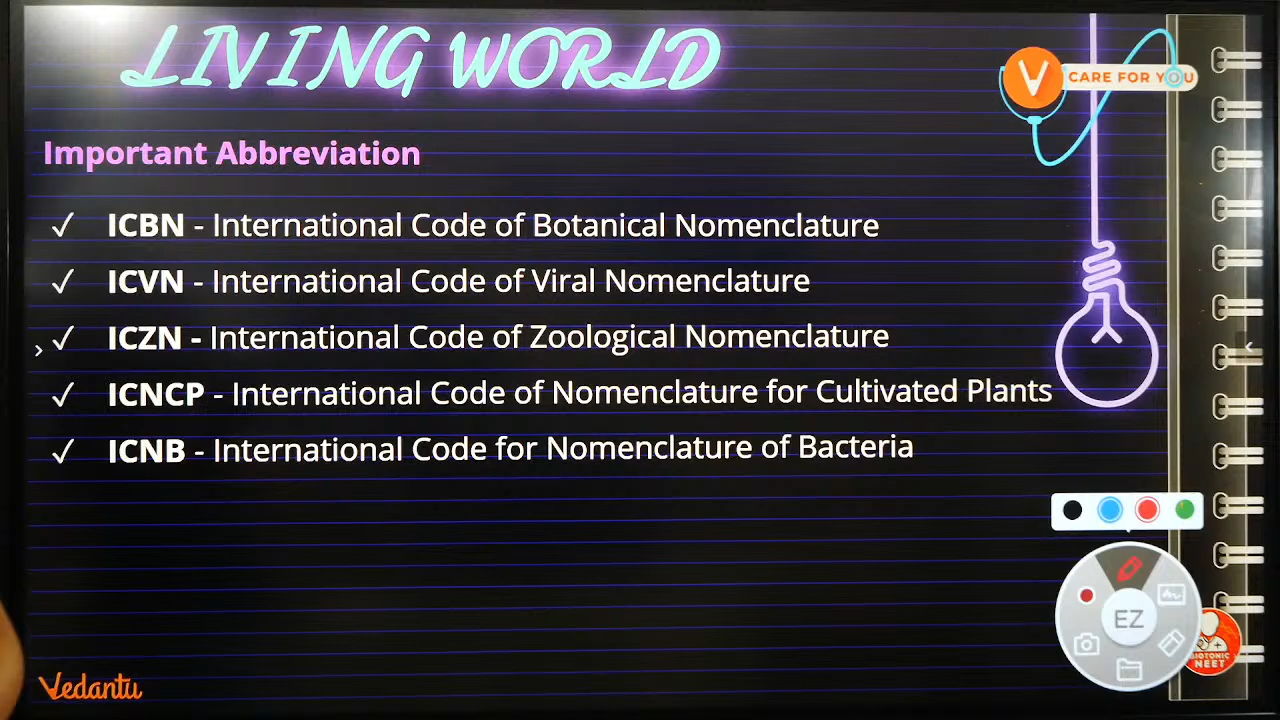 LIVING WORLD
CARE FOR YOU
Important Abbreviation
✓ ICBN - International Code of Botanical Nomenclature
✓ ICVN - International Code of Viral Nomenclature
✓ ICZN - International Code of Zoological Nomenclature
✓ ICNCP - International Code of Nomenclature for Cultivated Plants
✓ ICNB - International Code for Nomenclature of Bacteria
EZ
BIOTONIC
NEET
Vedantu